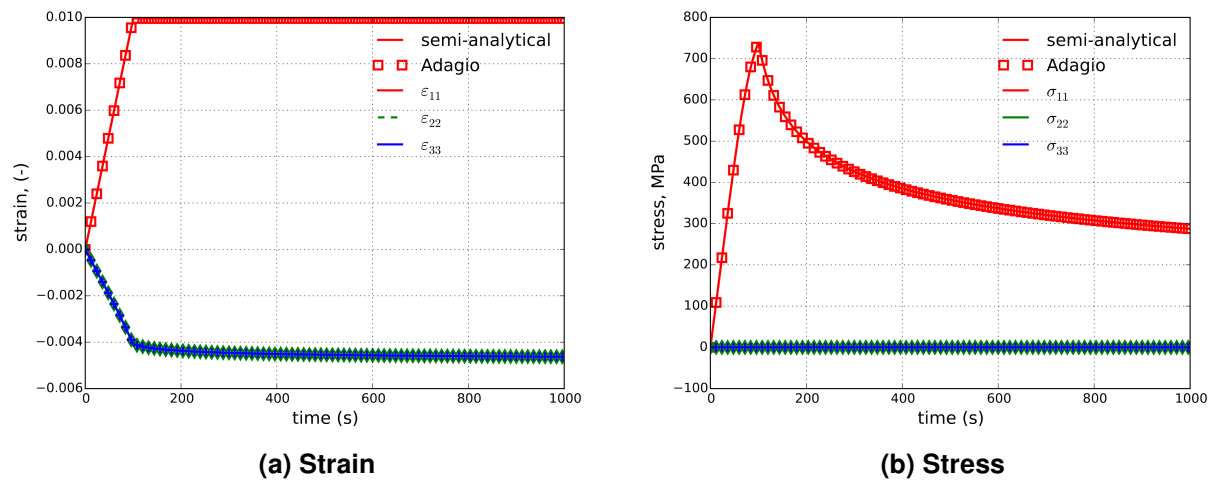 0.010
0.008
0.006
0.004
0.002
0.000
−0.002
−0.004
−0.006
strain, (-)
0
200
400
600
800
1000
time (s)
semi-analytical
Adagio
ε₁₁
ε₂₂
ε₃₃
(a) Strain
800
700
600
500
400
300
200
100
0
−100
stress, MPa
0
200
400
600
800
1000
time (s)
semi-analytical
Adagio
σ₁₁
σ₂₂
σ₃₃
(b) Stress